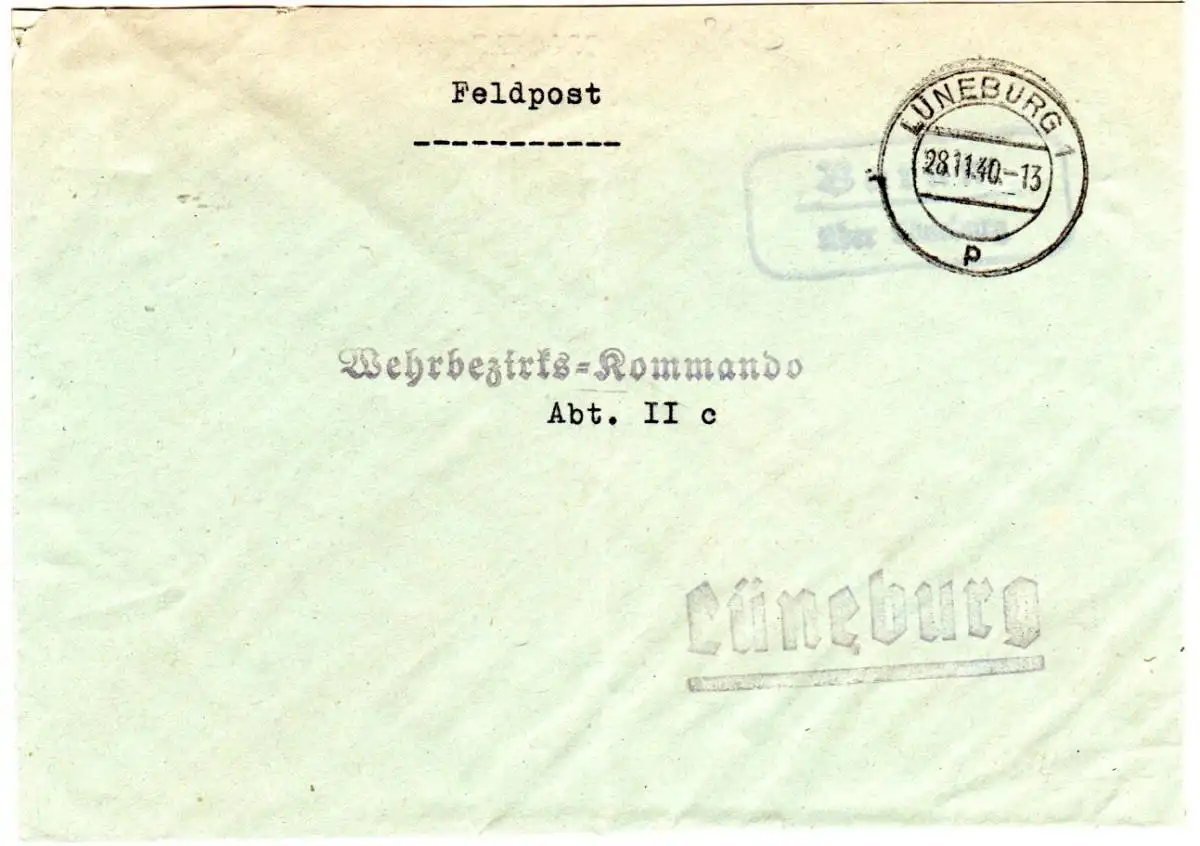 Feldpost
LÜNEBURG 1
28.11.40.-13
p
über
Wehrbezirks=Kommando
Abt. II c
Lüneburg